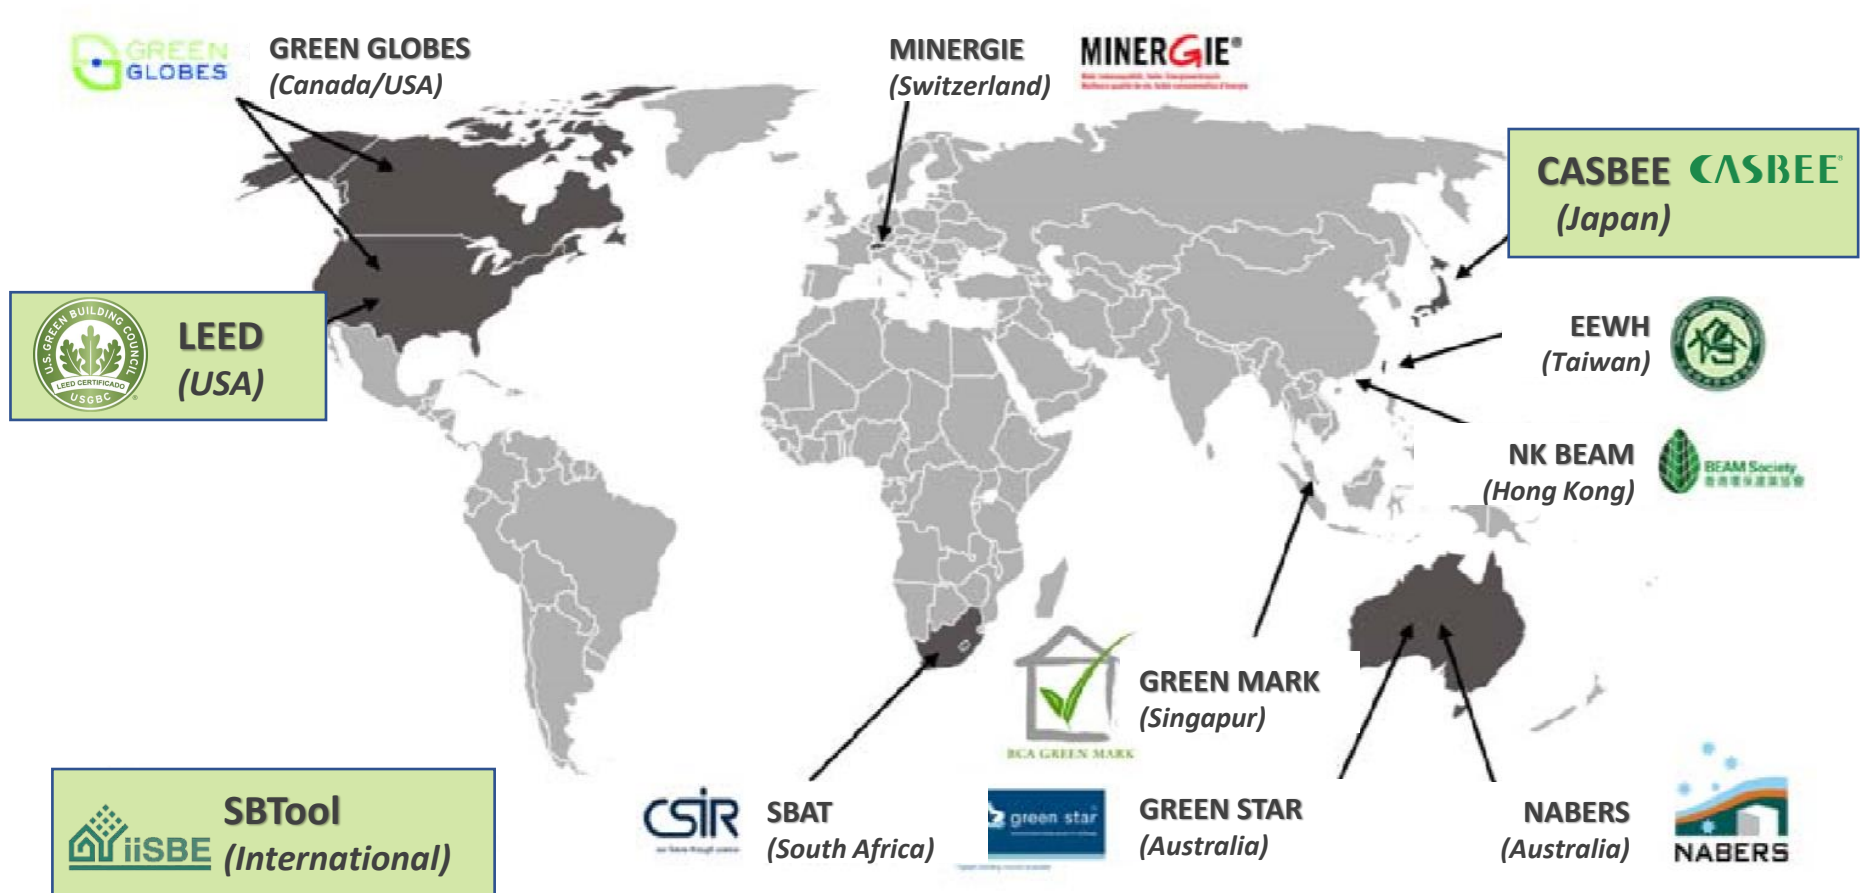 GREEN
GLOBES
GREEN GLOBES
(Canada/USA)
MINERGIE
(Switzerland)
MINERGIE®
CASBEE
(Japan)
CASBEE
U.S. GREEN BUILDING COUNCIL
LEED CERTIFICADO
USGBC
LEED
(USA)
EEWH
(Taiwan)
NK BEAM
(Hong Kong)
BEAM Society
GREEN MARK
(Singapur)
BCA GREEN MARK
iiSBE
SBTool
(International)
CSIR
SBAT
(South Africa)
green star
GREEN STAR
(Australia)
NABERS
(Australia)
NABERS